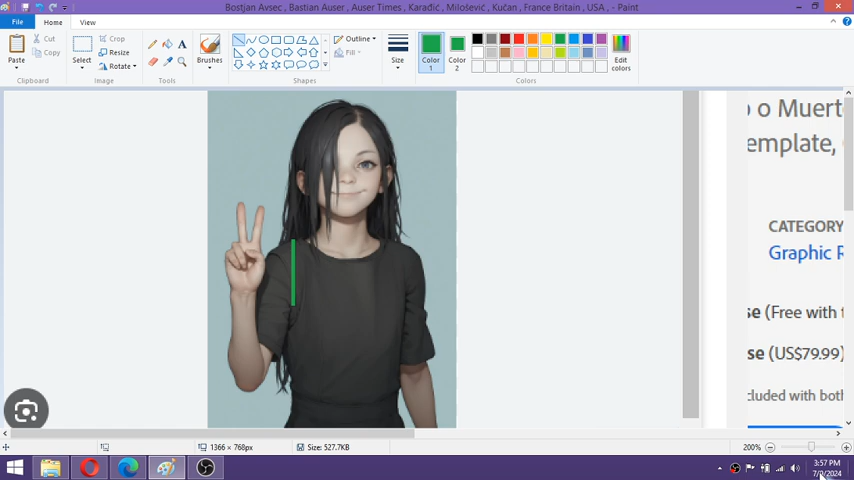 Bostjan Avsec , Bastian Auser , Auser Times , Karadić , Milošević , Kučan , France Britain , USA , - Paint
File
Home
View
Paste
Cut
Copy
Clipboard
Select
Crop
Resize
Rotate
Image
A
Tools
Brushes
Outline
Fill
Shapes
Size
Color
1
Color
2
Edit
colors
Colors
o o Muert
emplate,
CATEGORY
Graphic R
se (Free with
se (US$79.99)
cluded with both
1366 × 768px
Size: 527.7KB
200%
3:57 PM
7/9/2024